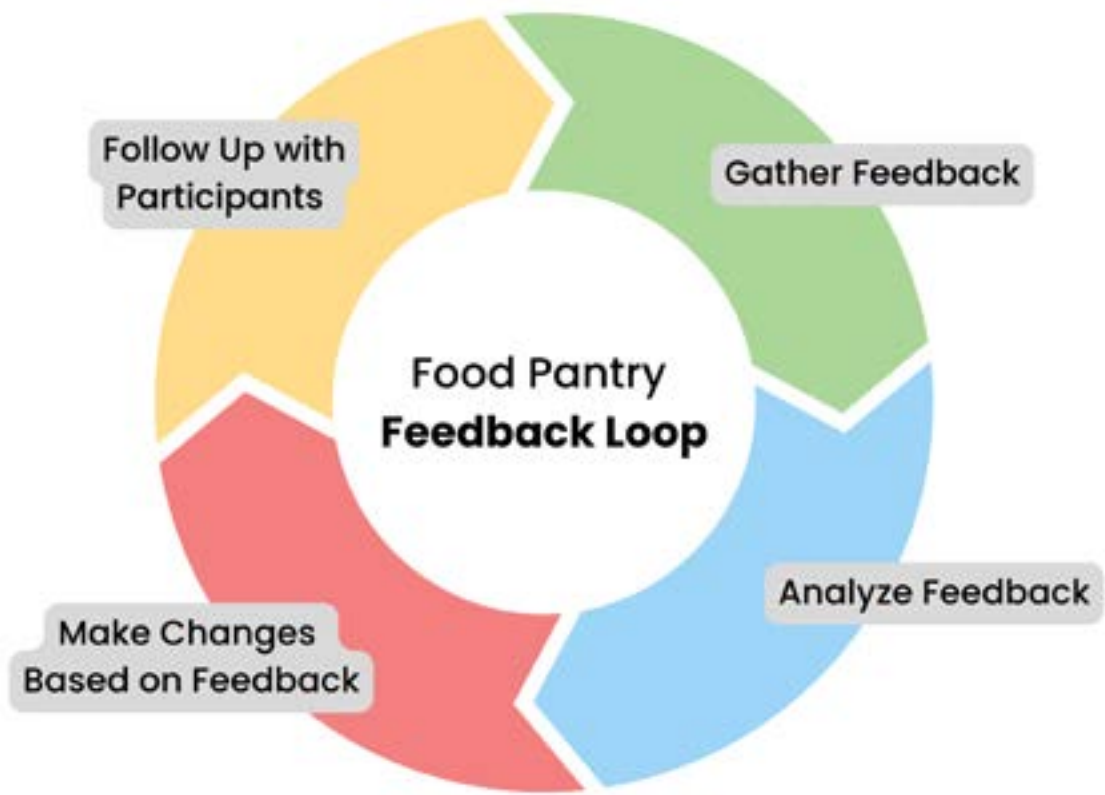 Follow Up with
Participants
Gather Feedback
Food Pantry
Feedback Loop
Analyze Feedback
Make Changes
Based on Feedback